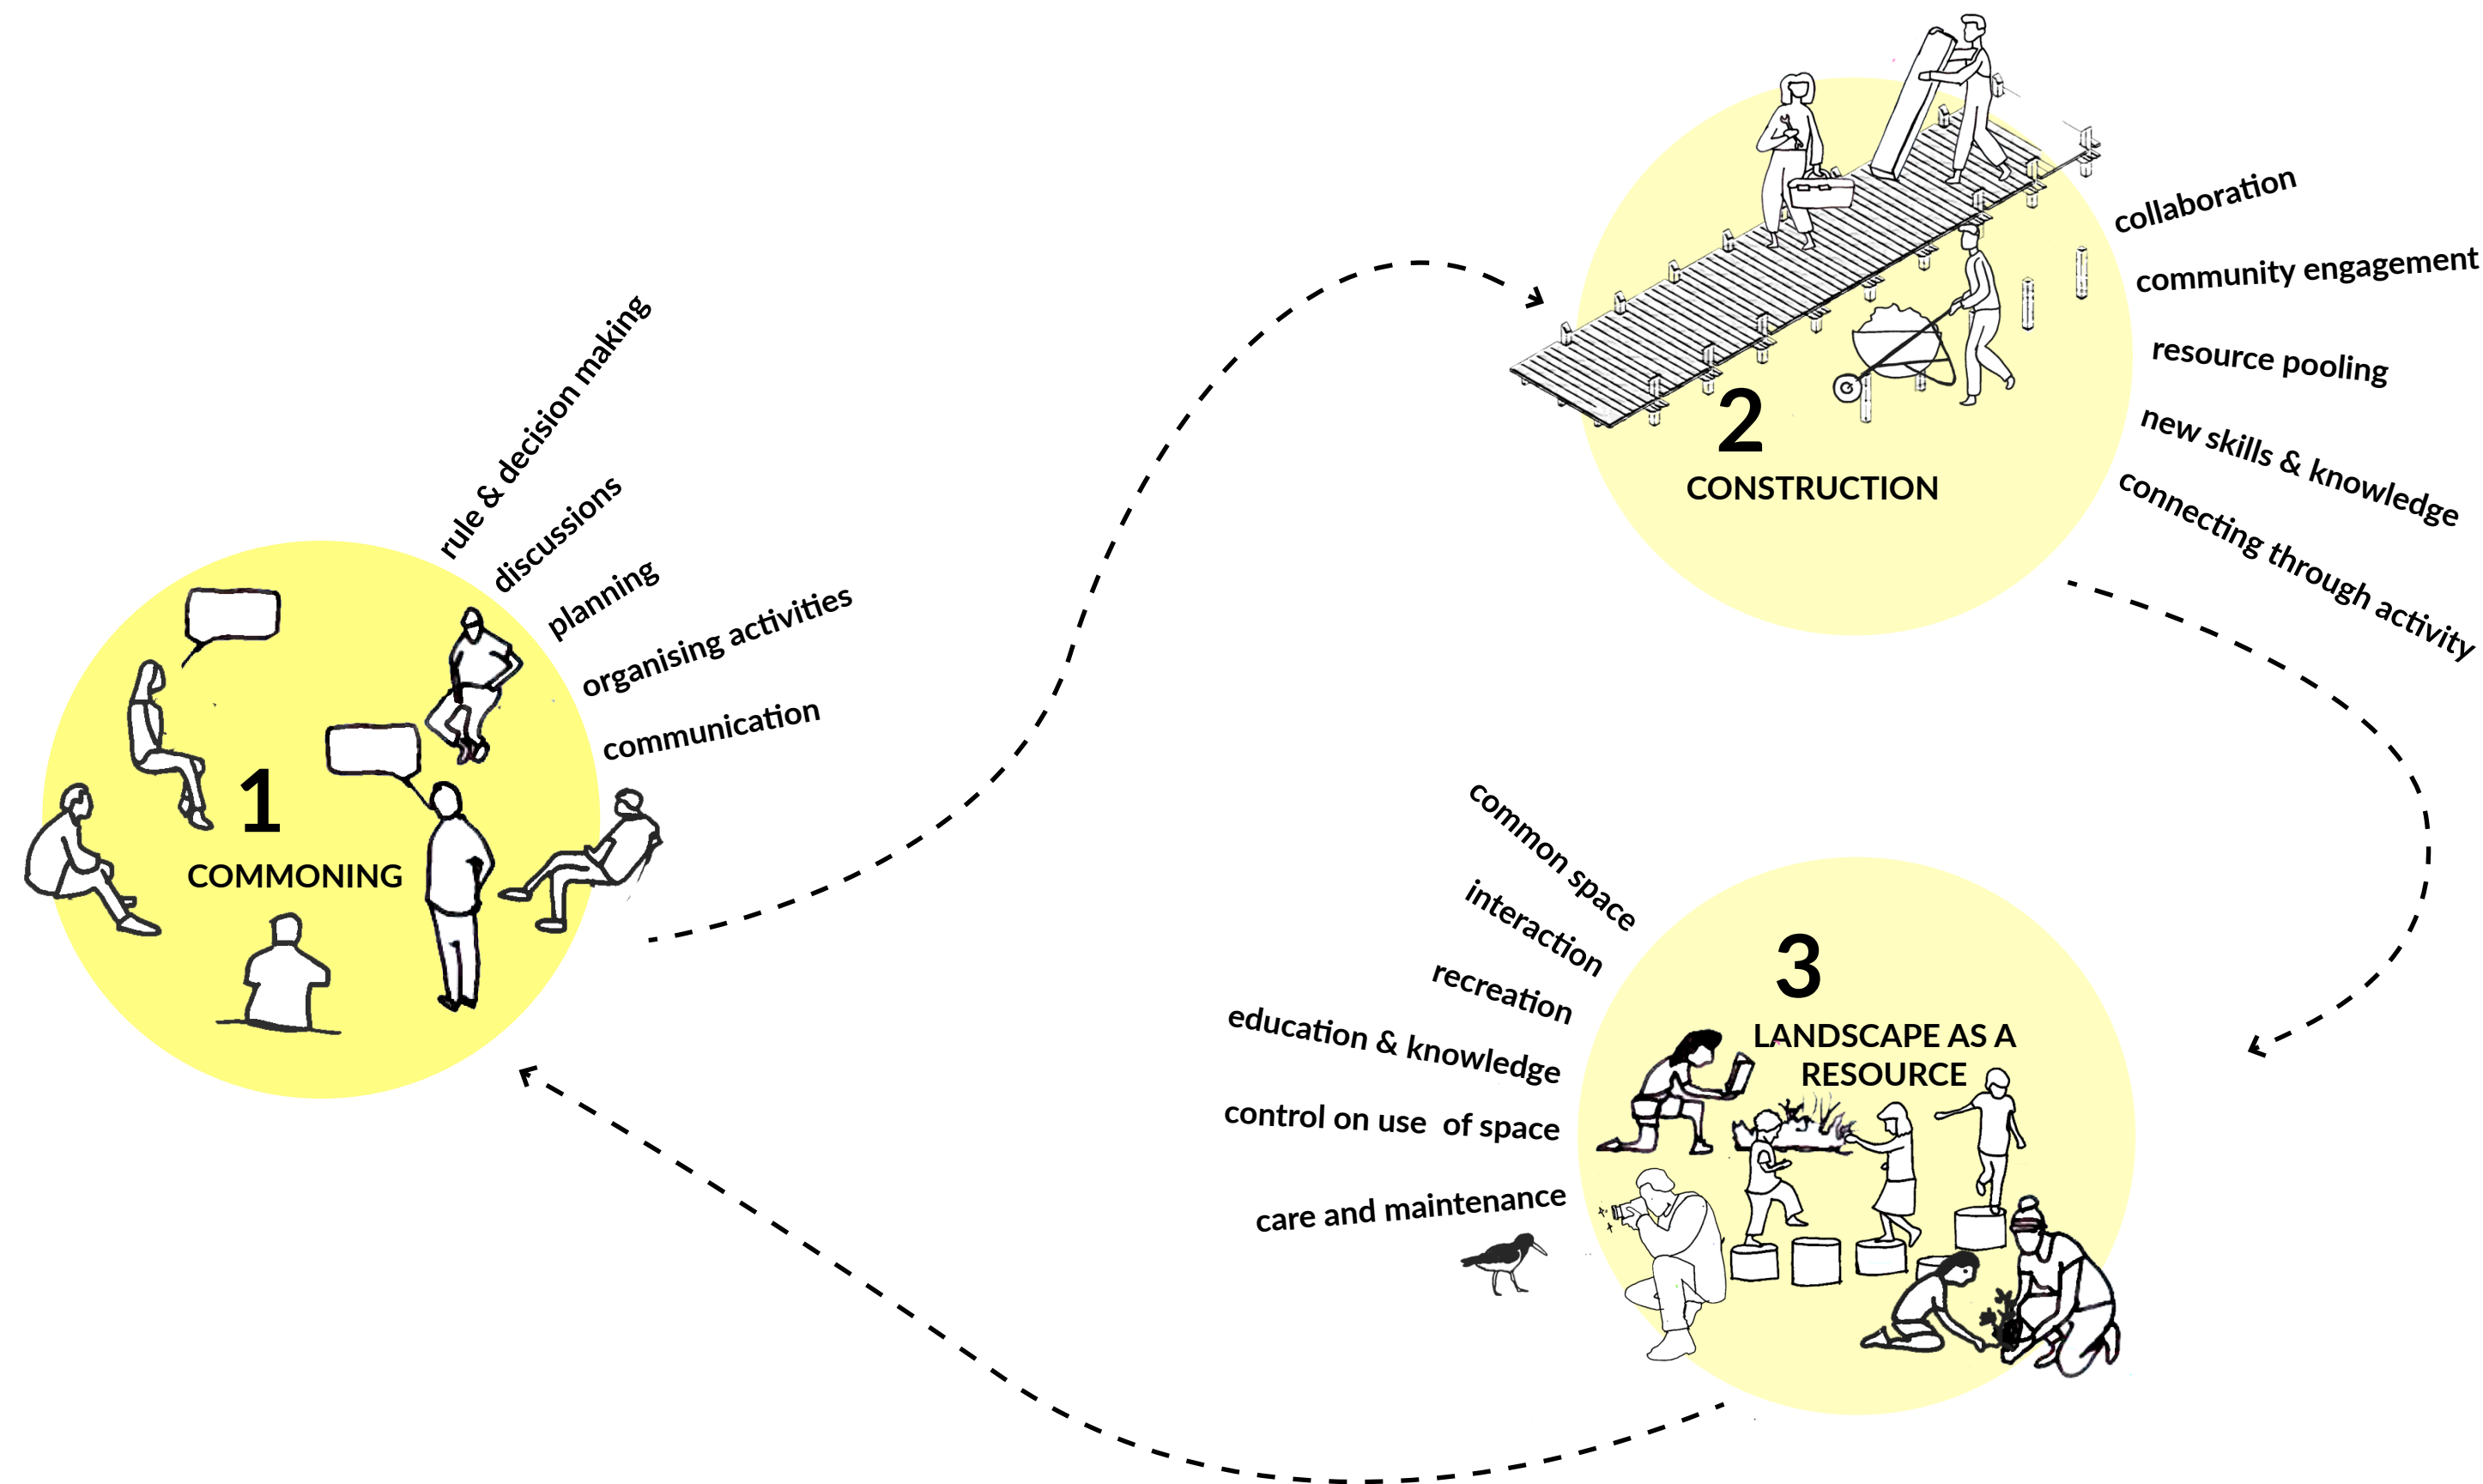 rule & decision making
discussions
planning
organising activities
communication
1
COMMONING
collaboration
community engagement
resource pooling
new skills & knowledge
connecting through activity
2
CONSTRUCTION
common space
interaction
recreation
education & knowledge
control on use of space
care and maintenance
3
LANDSCAPE AS A
RESOURCE